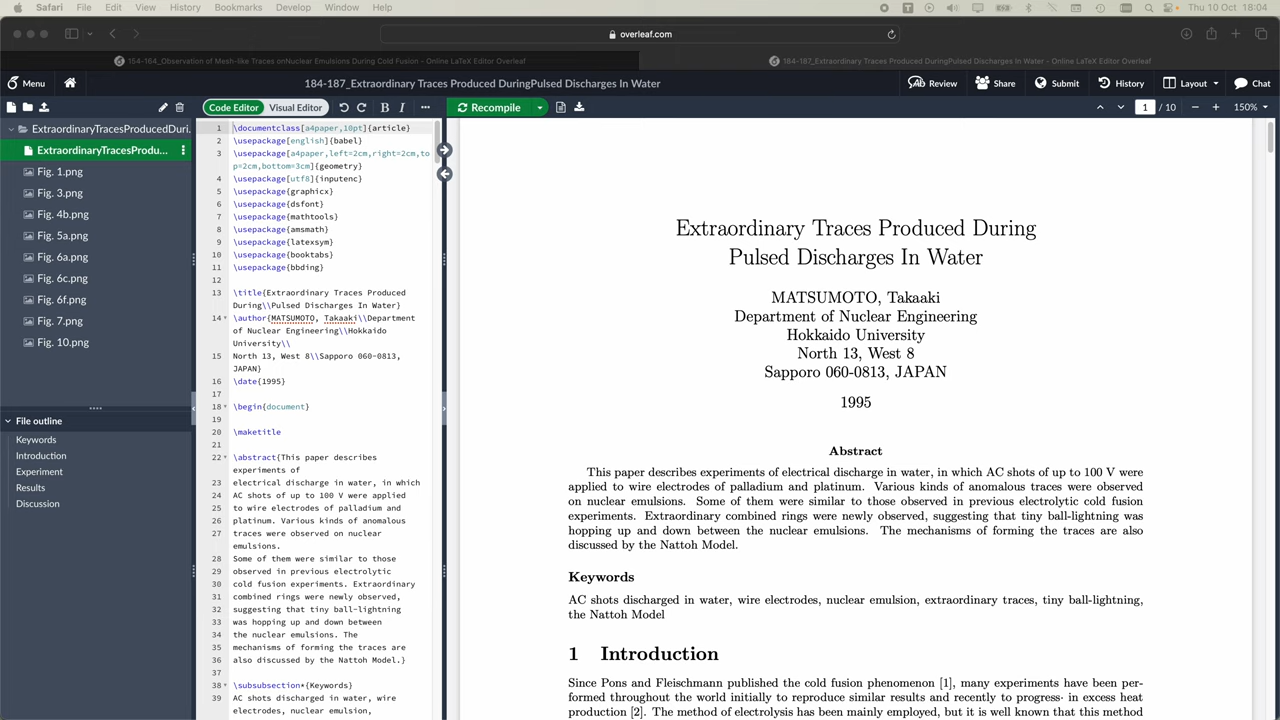 Safari File Edit View History Bookmarks Develop Window Help Thu 10 Oct 18:04
overleaf.com
154-164_Observation of Mesh-like Traces onNuclear Emulsions During Cold Fusion - Online LaTeX Editor Overleaf
184-187_Extraordinary Traces Produced DuringPulsed Discharges In Water - Online LaTeX Editor Overleaf
Menu 184-187_Extraordinary Traces Produced DuringPulsed Discharges In Water Review Share Submit History Layout Chat
Code Editor Visual Editor B I Recompile 1 / 10 150%
ExtraordinaryTracesProducedDuri...
ExtraordinaryTracesProdu...
Fig. 1.png
Fig. 3.png
Fig. 4b.png
Fig. 5a.png
Fig. 6a.png
Fig. 6c.png
Fig. 6f.png
Fig. 7.png
Fig. 10.png
File outline
Keywords
Introduction
Experiment
Results
Discussion
1 \documentclass[a4paper,10pt]{article}
2 \usepackage[english]{babel}
3 \usepackage[a4paper,left=2cm,right=2cm,to
p=2cm,bottom=3cm]{geometry}
4 \usepackage[utf8]{inputenc}
5 \usepackage{graphicx}
6 \usepackage{dsfont}
7 \usepackage{mathtools}
8 \usepackage{amsmath}
9 \usepackage{latexsym}
10 \usepackage{booktabs}
11 \usepackage{bbding}
12
13 \title{Extraordinary Traces Produced
During\\Pulsed Discharges In Water}
14 \author{MATSUMOTO, Takaaki\\Department
of Nuclear Engineering\\Hokkaido
University\\
15 North 13, West 8\\Sapporo 060-0813,
JAPAN}
16 \date{1995}
17
18 \begin{document}
19
20 \maketitle
21
22 \abstract{This paper describes
experiments of
23 electrical discharge in water, in which
24 AC shots of up to 100 V were applied
25 to wire electrodes of palladium and
26 platinum. Various kinds of anomalous
27 traces were observed on nuclear
emulsions.
28 Some of them were similar to those
29 observed in previous electrolytic
30 cold fusion experiments. Extraordinary
31 combined rings were newly observed,
32 suggesting that tiny ball-lightning
33 was hopping up and down between
34 the nuclear emulsions. The
35 mechanisms of forming the traces are
36 also discussed by the Nattoh Model.}
37
38 \subsubsection*{Keywords}
39 AC shots discharged in water, wire
electrodes, nuclear emulsion,
Extraordinary Traces Produced During
Pulsed Discharges In Water
MATSUMOTO, Takaaki
Department of Nuclear Engineering
Hokkaido University
North 13, West 8
Sapporo 060-0813, JAPAN
1995
Abstract
This paper describes experiments of electrical discharge in water, in which AC shots of up to 100 V were
applied to wire electrodes of palladium and platinum. Various kinds of anomalous traces were observed
on nuclear emulsions. Some of them were similar to those observed in previous electrolytic cold fusion
experiments. Extraordinary combined rings were newly observed, suggesting that tiny ball-lightning was
hopping up and down between the nuclear emulsions. The mechanisms of forming the traces are also
discussed by the Nattoh Model.
Keywords
AC shots discharged in water, wire electrodes, nuclear emulsion, extraordinary traces, tiny ball-lightning,
the Nattoh Model
1 Introduction
Since Pons and Fleischmann published the cold fusion phenomenon [1], many experiments have been per-
formed throughout the world initially to reproduce similar results and recently to progress· in excess heat
production [2]. The method of electrolysis has been mainly employed, but it is well known that this method